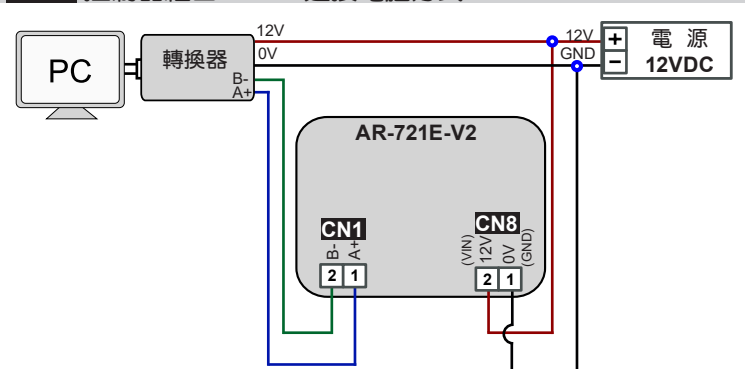 12V
12V
+
電 源
PC
轉換器
0V
GND
−
12VDC
B-
A+
AR-721E-V2
CN1
CN8
B-
A+
(VIN)
12V
0V
(GND)
2 1
2 1